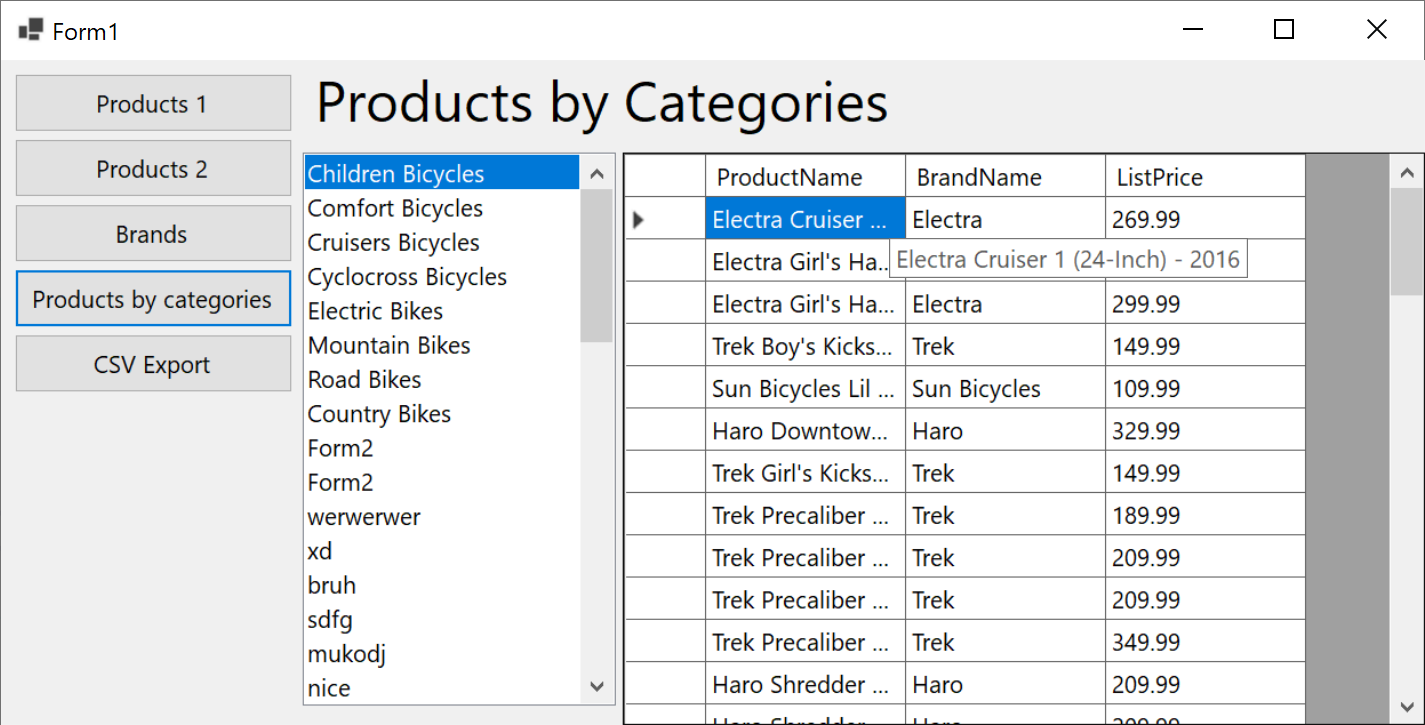 Form1
Products 1
Products 2
Brands
Products by categories
CSV Export
Products by Categories
Children Bicycles
Comfort Bicycles
Cruisers Bicycles
Cyclocross Bicycles
Electric Bikes
Mountain Bikes
Road Bikes
Country Bikes
Form2
Form2
werwerwer
xd
bruh
sdfg
mukodj
nice
ProductName BrandName ListPrice
Electra Cruiser ... Electra 269.99
Electra Girl's Ha... Electra Cruiser 1 (24-Inch) - 2016
Electra Girl's Ha... Electra 299.99
Trek Boy's Kicks... Trek 149.99
Sun Bicycles Lil ... Sun Bicycles 109.99
Haro Downtow... Haro 329.99
Trek Girl's Kicks... Trek 149.99
Trek Precaliber ... Trek 189.99
Trek Precaliber ... Trek 209.99
Trek Precaliber ... Trek 209.99
Trek Precaliber ... Trek 349.99
Haro Shredder ... Haro 209.99